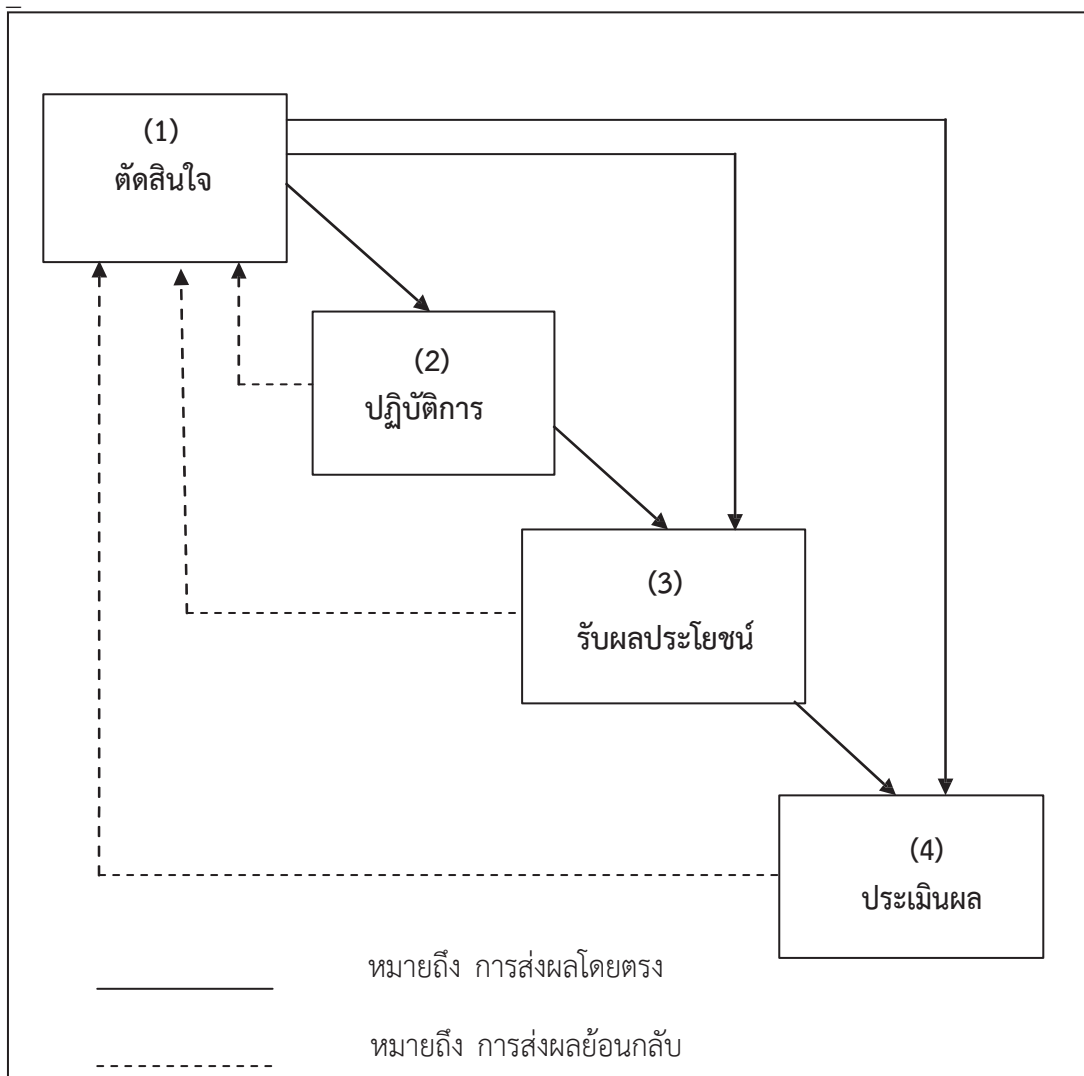 (1)
ตัดสินใจ
(2)
ปฏิบัติการ
(3)
รับผลประโยชน์
(4)
ประเมินผล
หมายถึง การส่งผลโดยตรง
หมายถึง การส่งผลย้อนกลับ